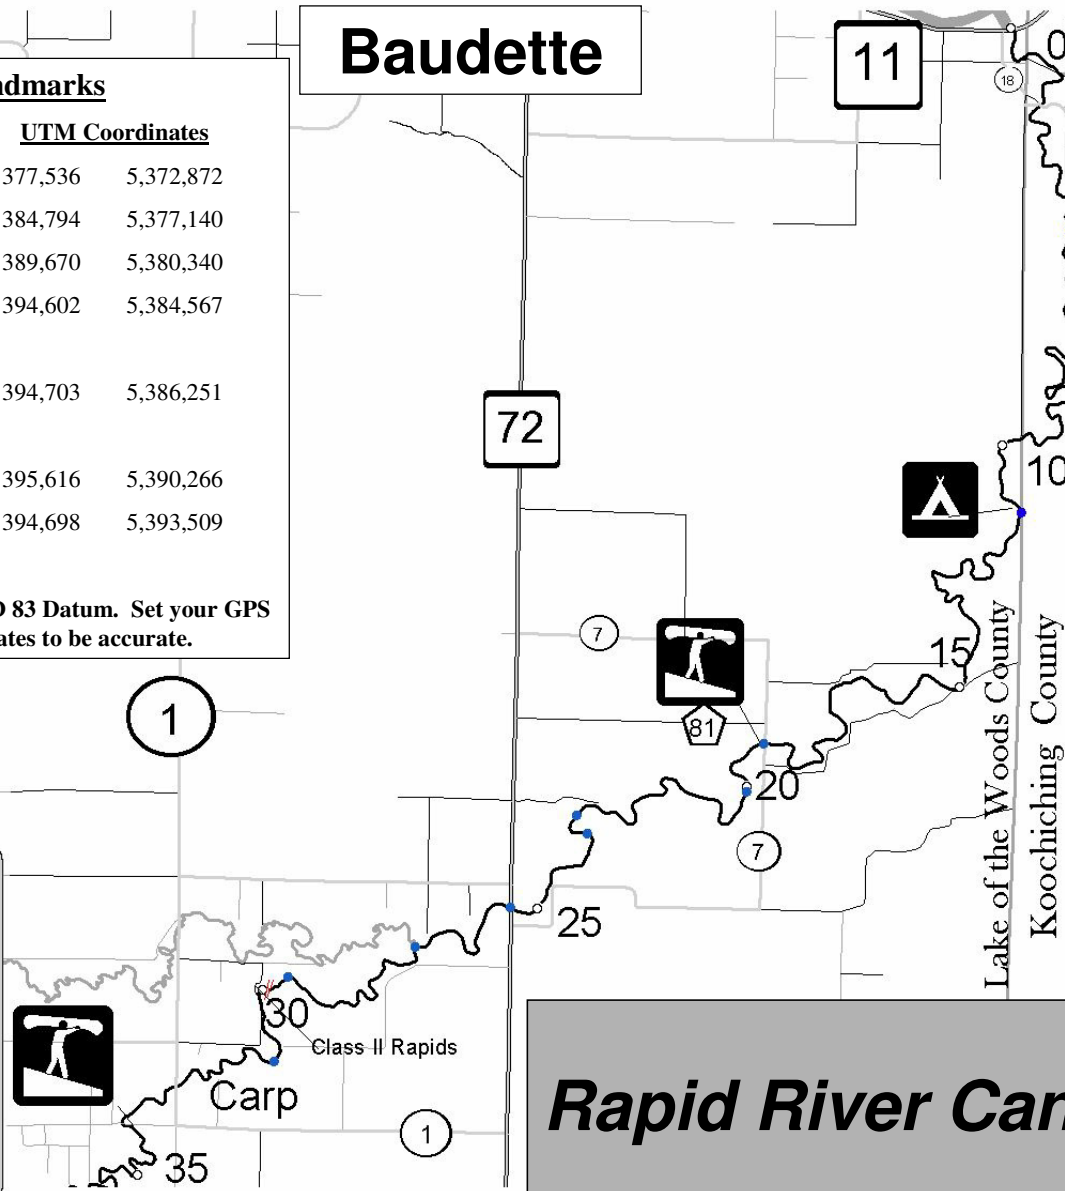 Baudette
11
0
18
dmarks
UTM Coordinates
377,536 5,372,872
384,794 5,377,140
389,670 5,380,340
394,602 5,384,567
394,703 5,386,251
395,616 5,390,266
394,698 5,393,509
83 Datum. Set your GPS
ates to be accurate.
72
10
7
15
1
81
20
7
Lake of the Woods County
Koochiching County
25
30
Class II Rapids
Carp
1
35
Rapid River Can